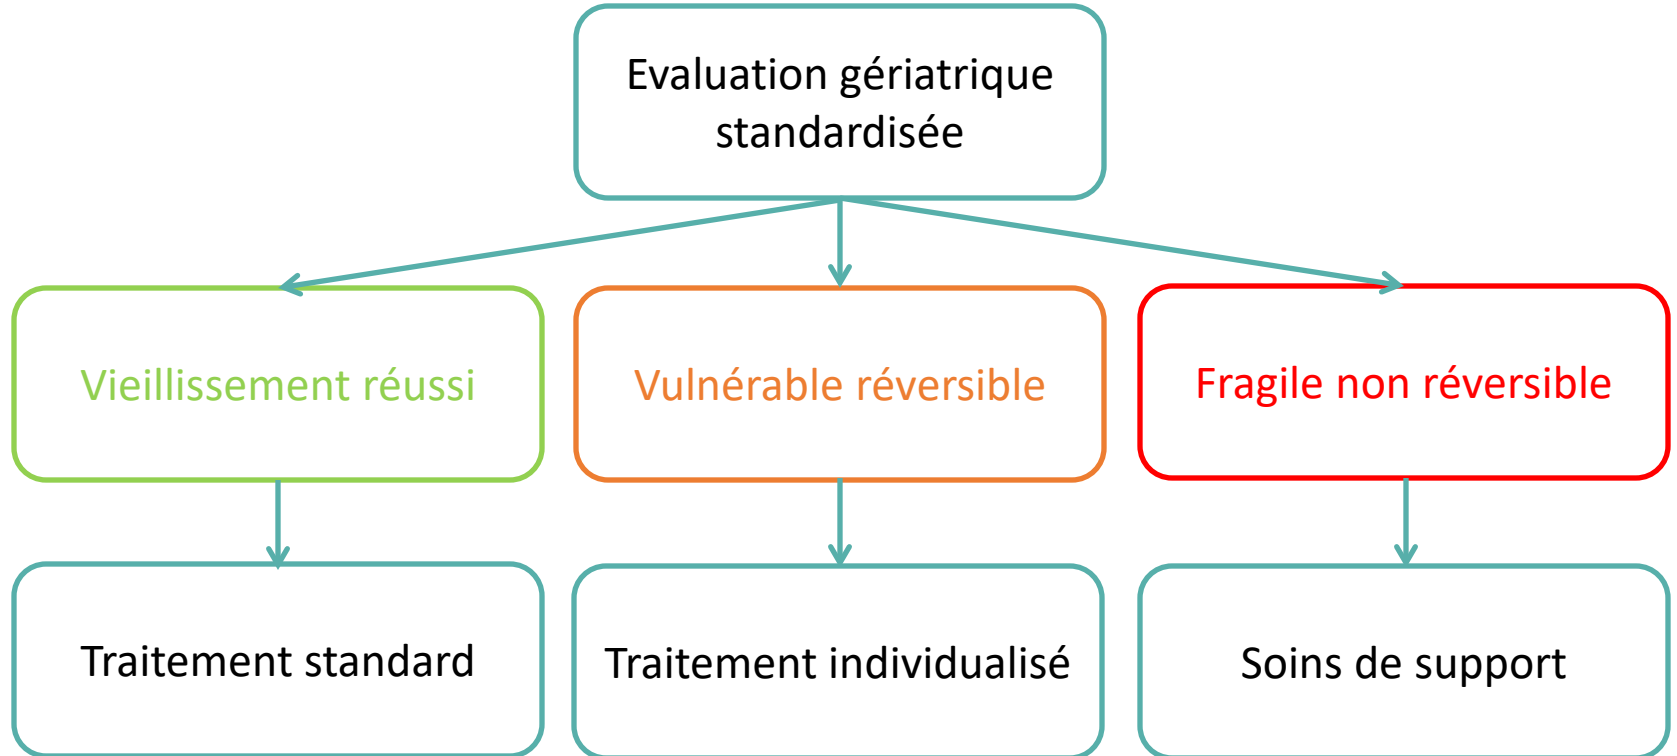 Evaluation gériatrique
standardisée
Vieillissement réussi
Vulnérable réversible
Fragile non réversible
Traitement standard
Traitement individualisé
Soins de support